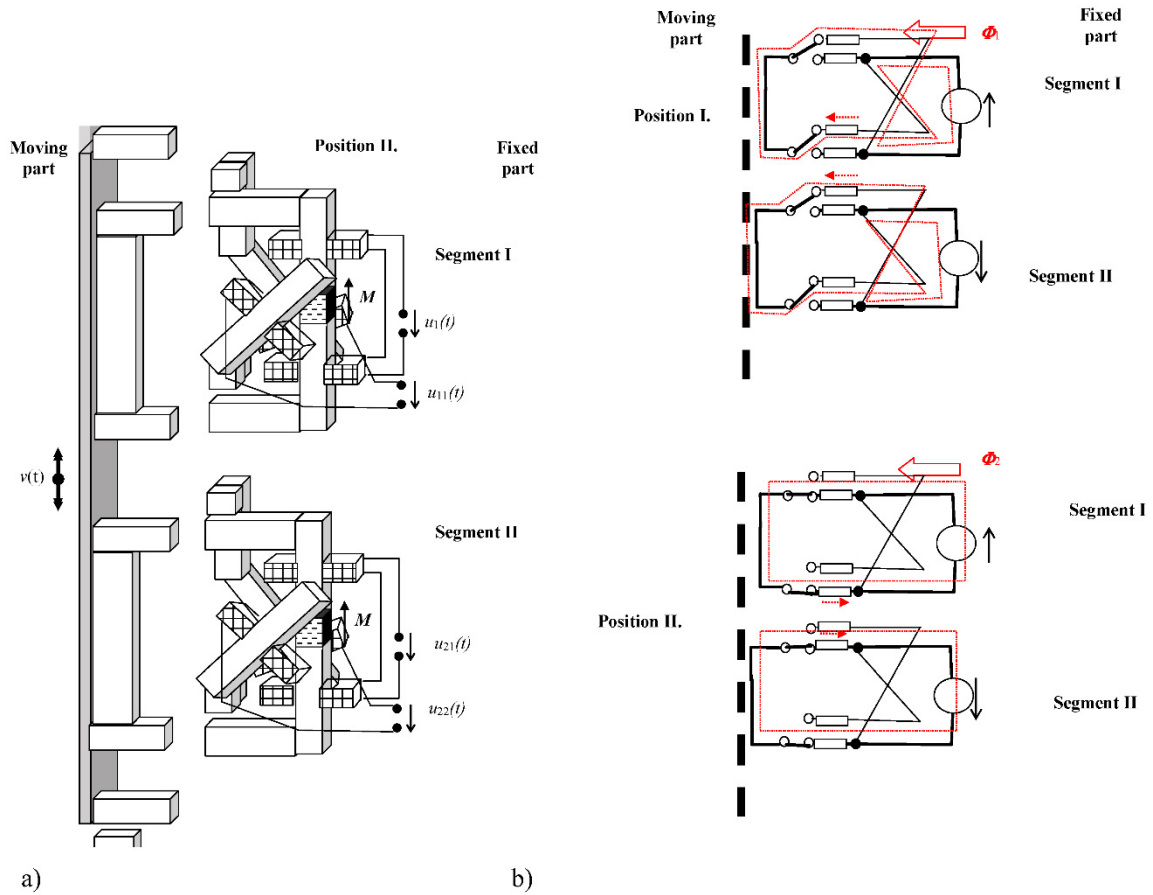 Moving
part
Position II.
Fixed
part
Segment I
M
u1(t)
u11(t)
v(t)
Segment II
M
u21(t)
u22(t)
a)
Moving
part
Fixed
part
Φ1
Segment I
Position I.
Segment II
Φ2
Segment I
Position II.
Segment II
b)